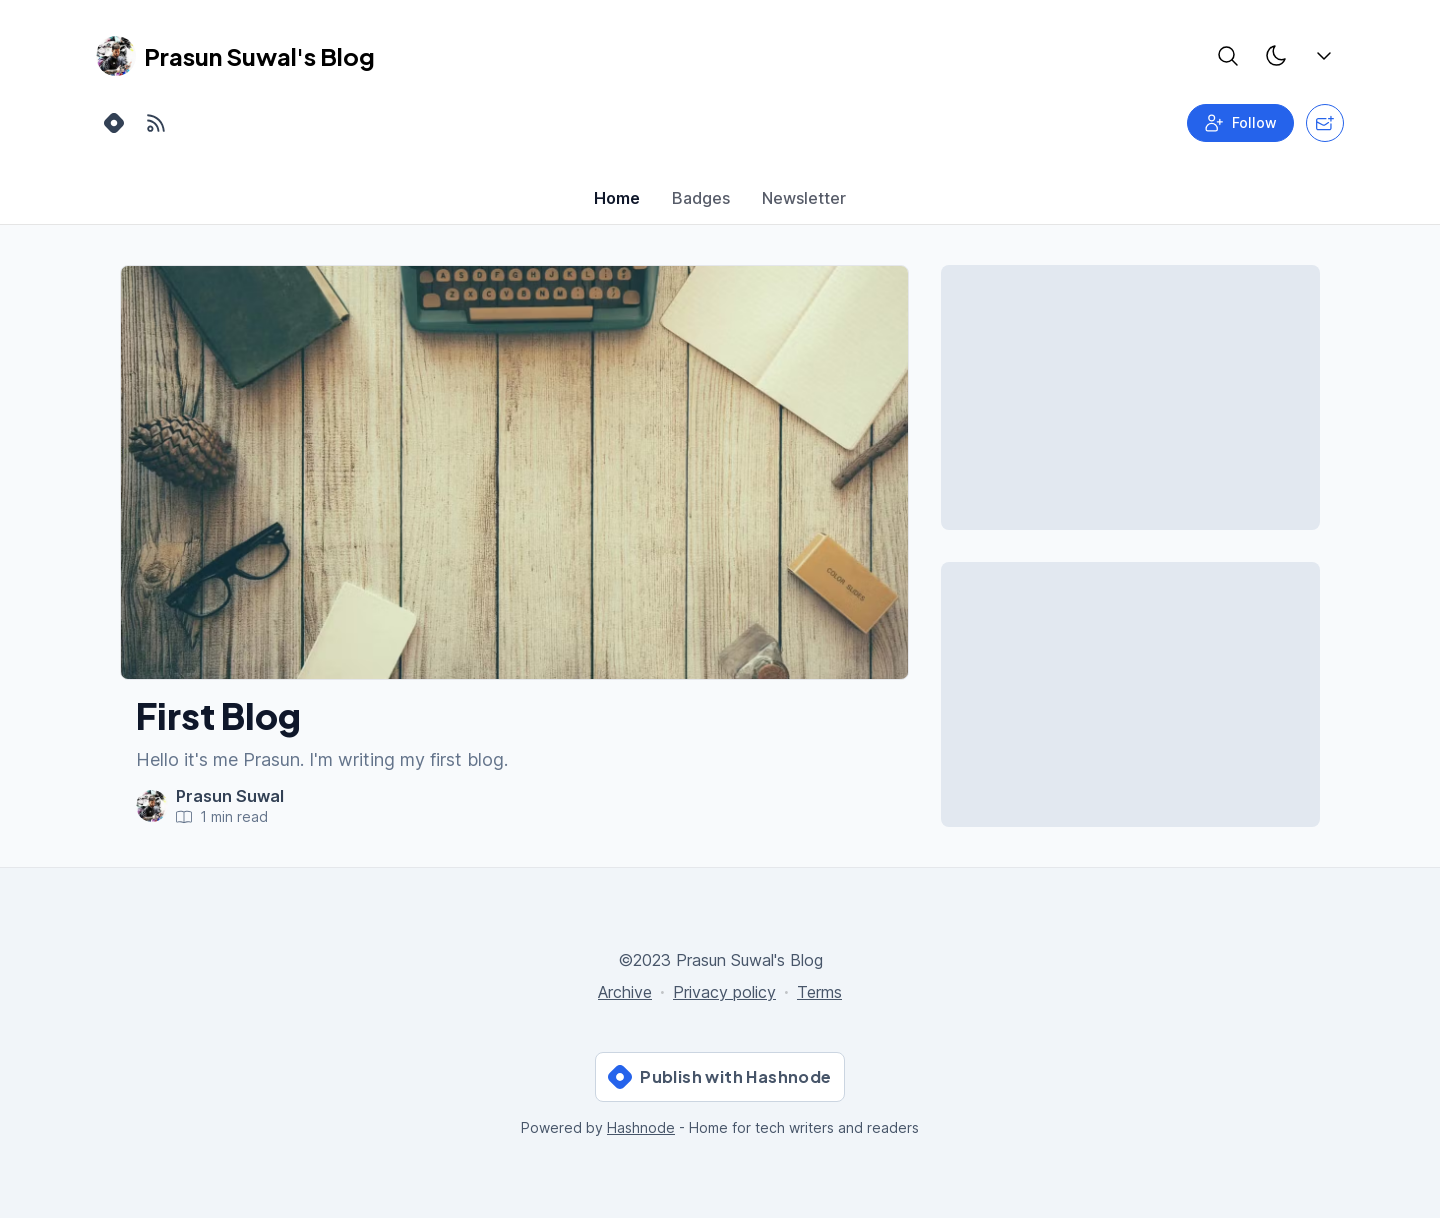 Prasun Suwal's Blog
Follow
Home
Badges
Newsletter
A S D F G H J K L
Z X C V B N M
COLOR SLIDES
First Blog
Hello it's me Prasun. I'm writing my first blog.
Prasun Suwal
1 min read
©2023 Prasun Suwal's Blog
Archive · Privacy policy · Terms
Publish with Hashnode
Powered by Hashnode - Home for tech writers and readers